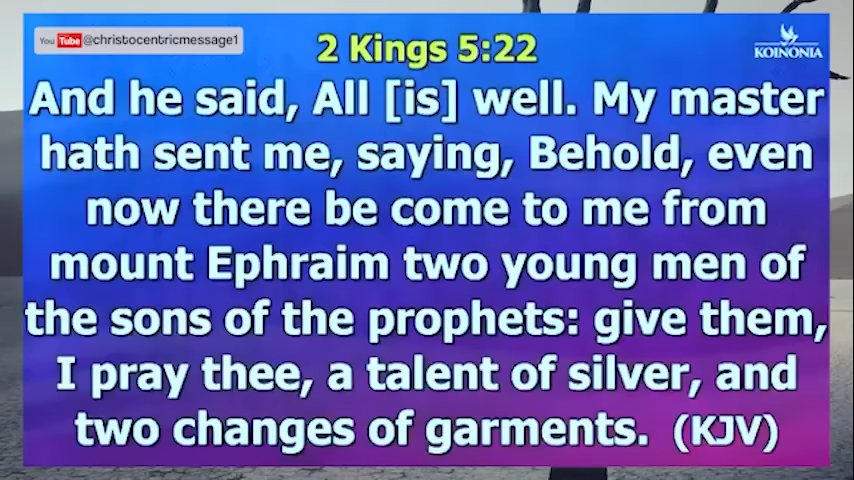 You Tube @christocentricmessage1
KOINONIA
2 Kings 5:22
And he said, All [is] well. My master
hath sent me, saying, Behold, even
now there be come to me from
mount Ephraim two young men of
the sons of the prophets: give them,
I pray thee, a talent of silver, and
two changes of garments. (KJV)